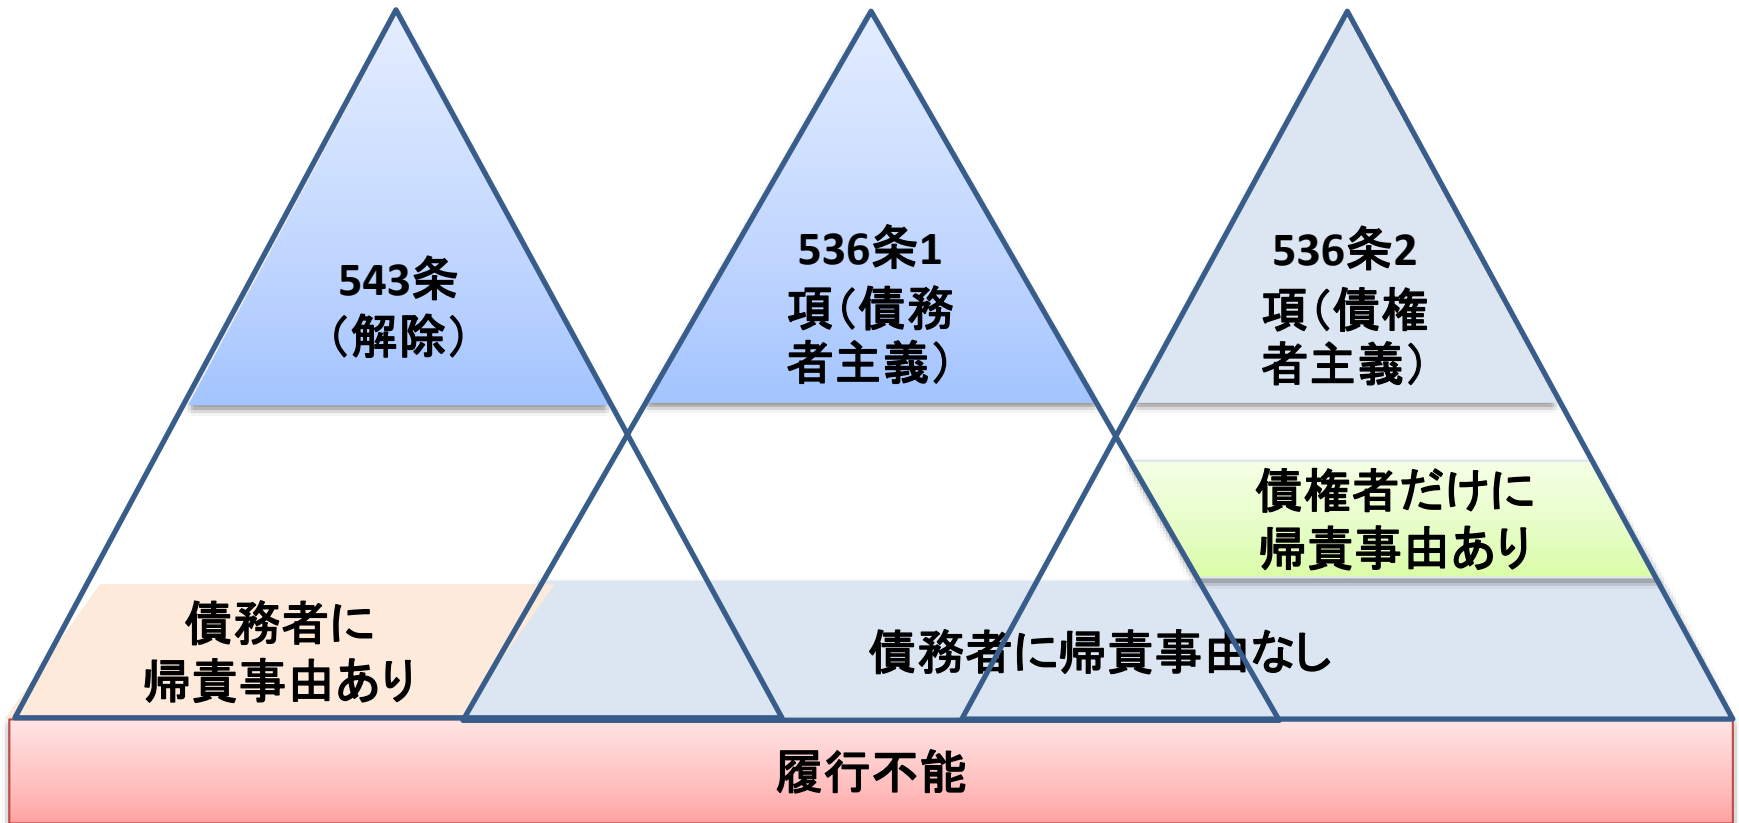 543条
（解除）
536条1
項（債務
者主義）
536条2
項（債権
者主義）
債権者だけに
帰責事由あり
債務者に
帰責事由あり
債務者に帰責事由なし
履行不能